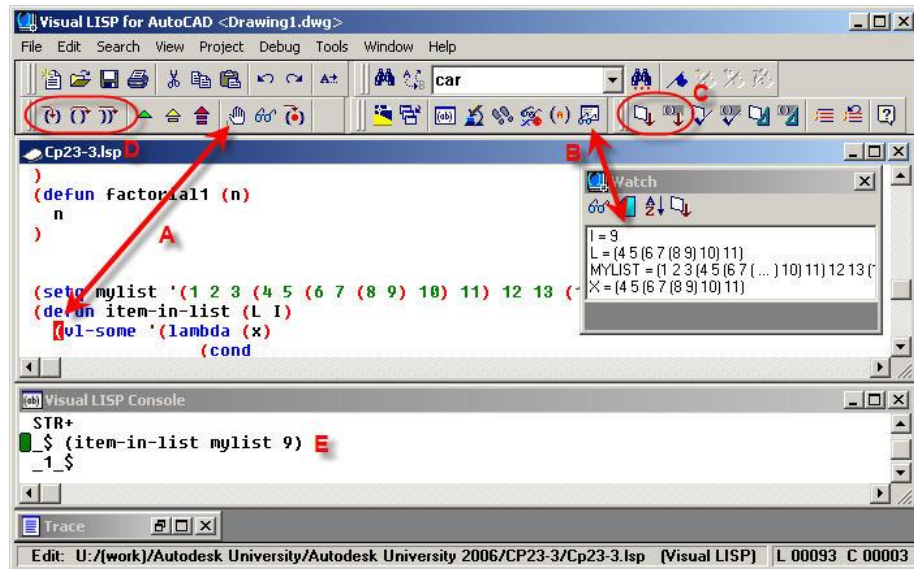 Visual LISP for AutoCAD <Drawing1.dwg>
File Edit Search View Project Debug Tools Window Help
car
C
D
B
Cp23-3.lsp
)
(defun factorial1 (n)
n
)
A
(setq mylist '(1 2 3 (4 5 (6 7 (8 9) 10) 11) 12 13 (
(defun item-in-list (L I)
(vl-some '(lambda (x)
(cond
Watch
I = 9
L = (4 5 (6 7 (8 9) 10) 11)
MYLIST = (1 2 3 (4 5 (6 7 ( ... ) 10) 11) 12 13 (
X = (4 5 (6 7 (8 9) 10) 11)
Visual LISP Console
STR+
_$ (item-in-list mylist 9) E
_1_$
Trace
Edit: U:/(work)/Autodesk University/Autodesk University 2006/CP23-3/Cp23-3.lsp (Visual LISP) L 00093 C 00003